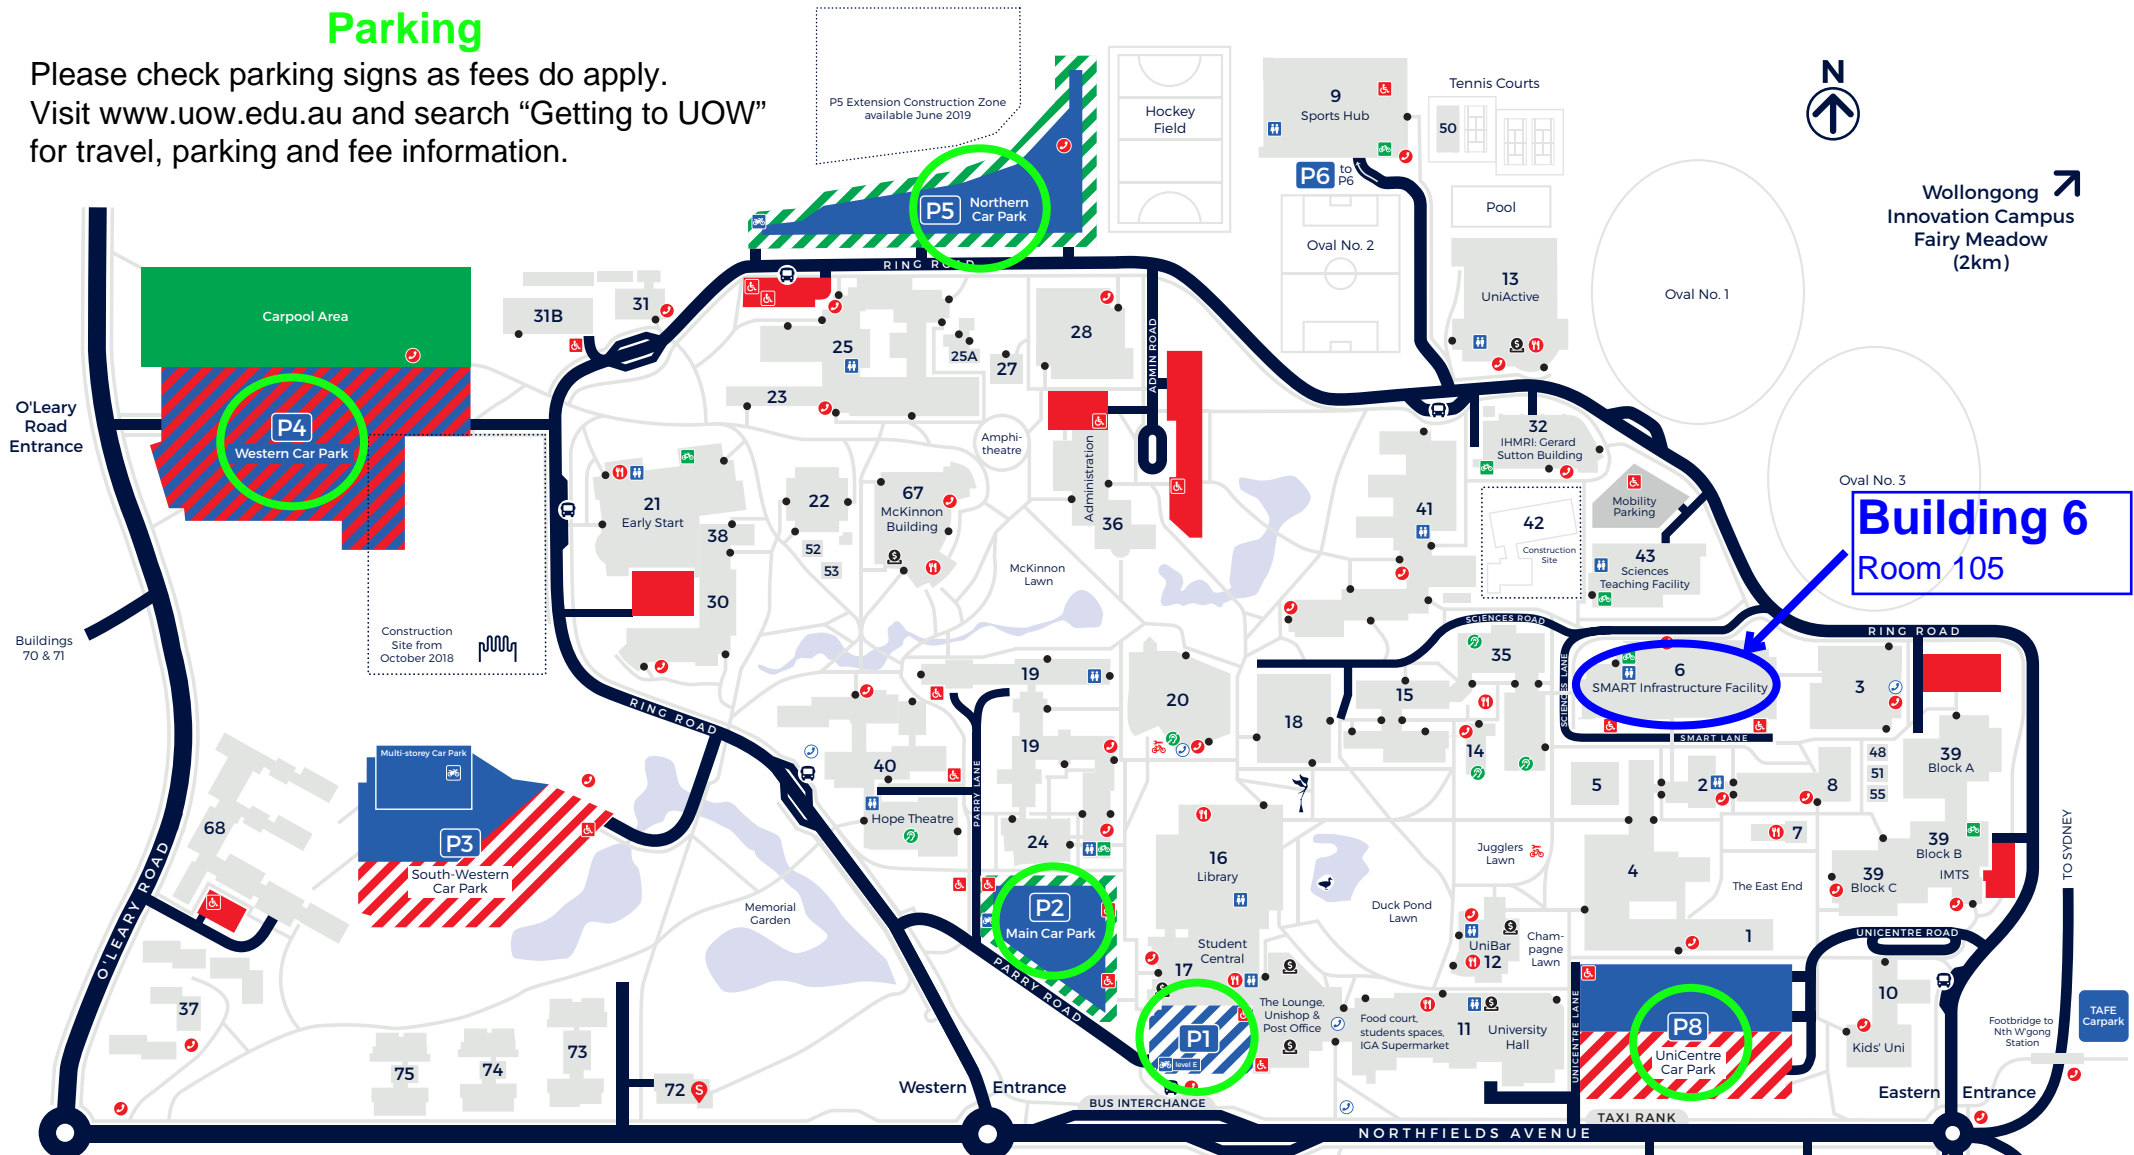 Parking
Please check parking signs as fees do apply.
Visit www.uow.edu.au and search “Getting to UOW”
for travel, parking and fee information.
P5 Extension Construction Zone
available June 2019
Hockey
Field
9
Sports Hub
Tennis Courts
50
N
P6
to
P6
Pool
Oval No. 2
13
UniActive
Oval No. 1
Wollongong
Innovation Campus
Fairy Meadow
(2km)
P5
Northern
Car Park
RING ROAD
Carpool Area
31B
31
25
25A
27
28
23
ADMIN ROAD
O'Leary
Road
Entrance
P4
Western Car Park
Amphi-
theatre
Administration
36
32
IHMRI: Gerard
Sutton Building
Mobility
Parking
Oval No. 3
Building 6
Room 105
21
Early Start
38
22
52
53
67
McKinnon
Building
41
42
Construction
Site
43
Sciences
Teaching Facility
McKinnon
Lawn
30
Buildings
70 & 71
Construction
Site from
October 2018
SCIENCES ROAD
RING ROAD
35
SCIENCES LANE
6
SMART Infrastructure Facility
3
SMART LANE
19
20
18
15
14
RING ROAD
19
40
PARRY LANE
Hope Theatre
24
Multi-storey Car Park
P3
South-Western
Car Park
68
O'LEARY ROAD
Memorial
Garden
P2
Main Car Park
PARRY ROAD
16
Library
Student
Central
17
Jugglers
Lawn
Duck Pond
Lawn
UniBar
12
Cham-
pagne
Lawn
5
2
8
7
4
The East End
1
48
51
55
39
Block A
39
Block B
39
Block C
IMTS
TO SYDNEY
UNICENTRE ROAD
UNICENTRE LANE
P8
UniCentre
Car Park
10
Kids' Uni
TAFE
Carpark
Footbridge to
Nth W'gong
Station
37
75
74
73
72
S
P1
level E
The Lounge,
Unishop &
Post Office
Food court,
students spaces,
IGA Supermarket
11
University
Hall
Western Entrance
BUS INTERCHANGE
Eastern Entrance
TAXI RANK
NORTHFIELDS AVENUE